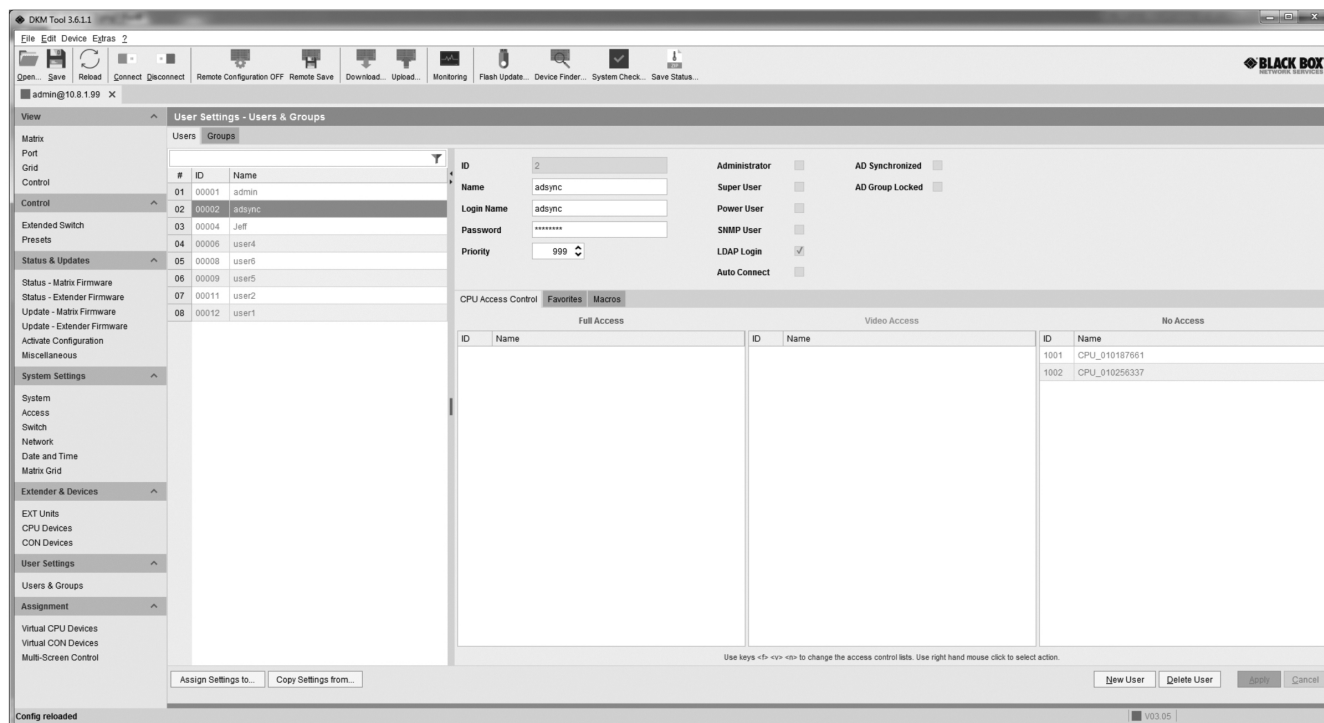 DKM Tool 3.6.1.1
File Edit Device Extras ?
Open... Save Reload Connect Disconnect Remote Configuration OFF Remote Save Download... Upload... Monitoring Flash Update... Device Finder... System Check... Save Status...
BLACK BOX
NETWORK SERVICES
admin@10.8.1.99
View
Matrix
Port
Grid
Control
Control
Extended Switch
Presets
Status & Updates
Status - Matrix Firmware
Status - Extender Firmware
Update - Matrix Firmware
Update - Extender Firmware
Activate Configuration
Miscellaneous
System Settings
System
Access
Switch
Network
Date and Time
Matrix Grid
Extender & Devices
EXT Units
CPU Devices
CON Devices
User Settings
Users & Groups
Assignment
Virtual CPU Devices
Virtual CON Devices
Multi-Screen Control
User Settings - Users & Groups
Users Groups
# ID Name
01 00001 admin
02 00002 adsync
03 00004 Jeff
04 00006 user4
05 00008 user6
06 00009 user5
07 00011 user2
08 00012 user1
ID 2
Name adsync
Login Name adsync
Password ********
Priority 999
Administrator
Super User
Power User
SNMP User
LDAP Login
Auto Connect
AD Synchronized
AD Group Locked
CPU Access Control Favorites Macros
Full Access
ID Name
Video Access
ID Name
No Access
ID Name
1001 CPU_010187661
1002 CPU_010256337
Use keys <f> <v> <n> to change the access control lists. Use right hand mouse click to select action.
Assign Settings to... Copy Settings from... New User Delete User Apply Cancel
Config reloaded V03.05